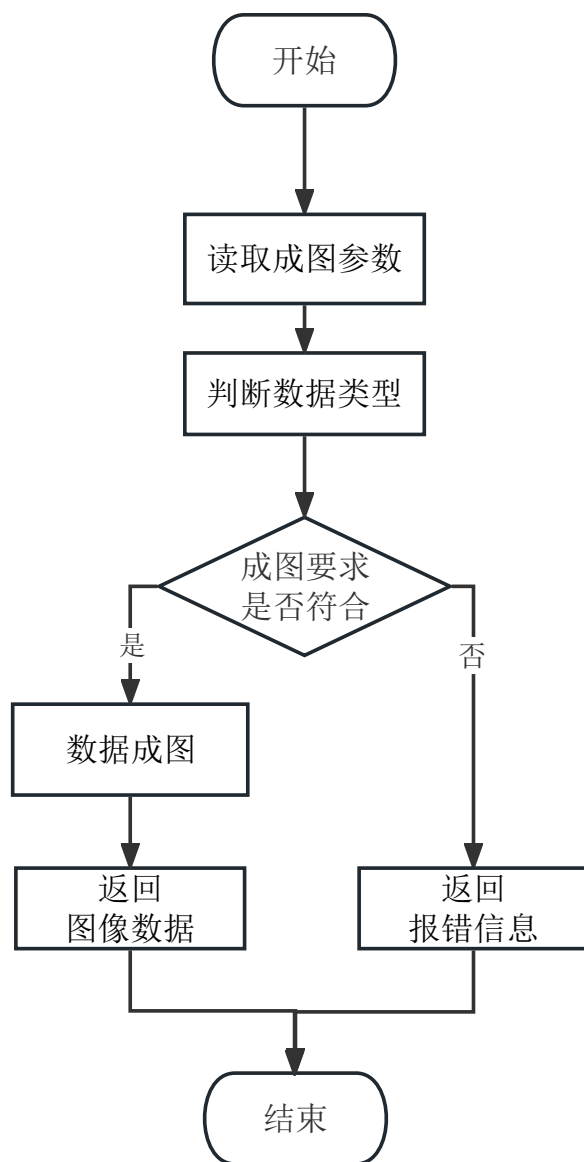 开始
读取成图参数
判断数据类型
成图要求
是否符合
是
否
数据成图
返回
图像数据
返回
报错信息
结束